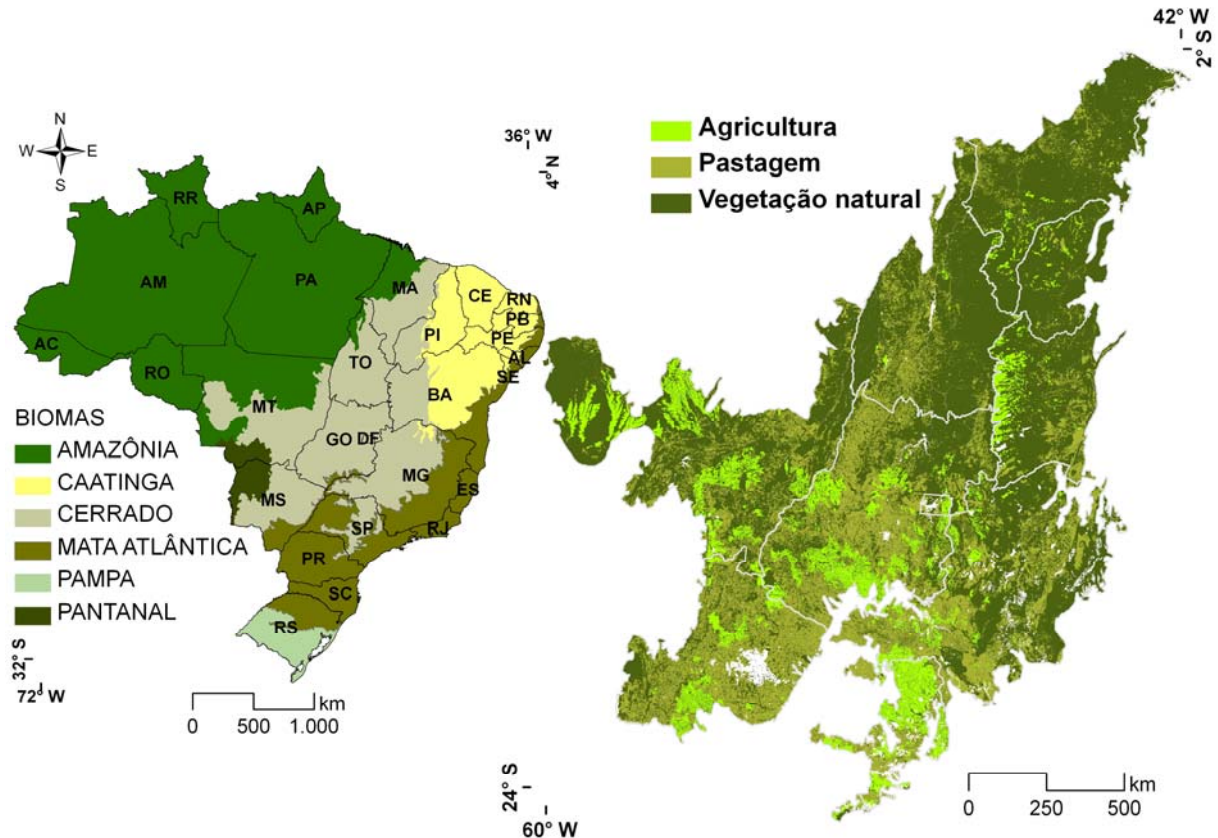 42° W
2° S
N
W E
S
36° W
4° N
Agricultura
Pastagem
Vegetação natural
RR
AP
AM
PA
MA
CE
RN
PB
PI
PE
AC
TO
AL
RO
SE
BA
MT
BIOMAS
GO DF
AMAZÔNIA
MG
CAATINGA
MS
ES
CERRADO
SP
RJ
MATA ATLÂNTICA
PR
PAMPA
SC
PANTANAL
RS
32° S
72° W
km
0 500 1.000
24° S
60° W
km
0 250 500